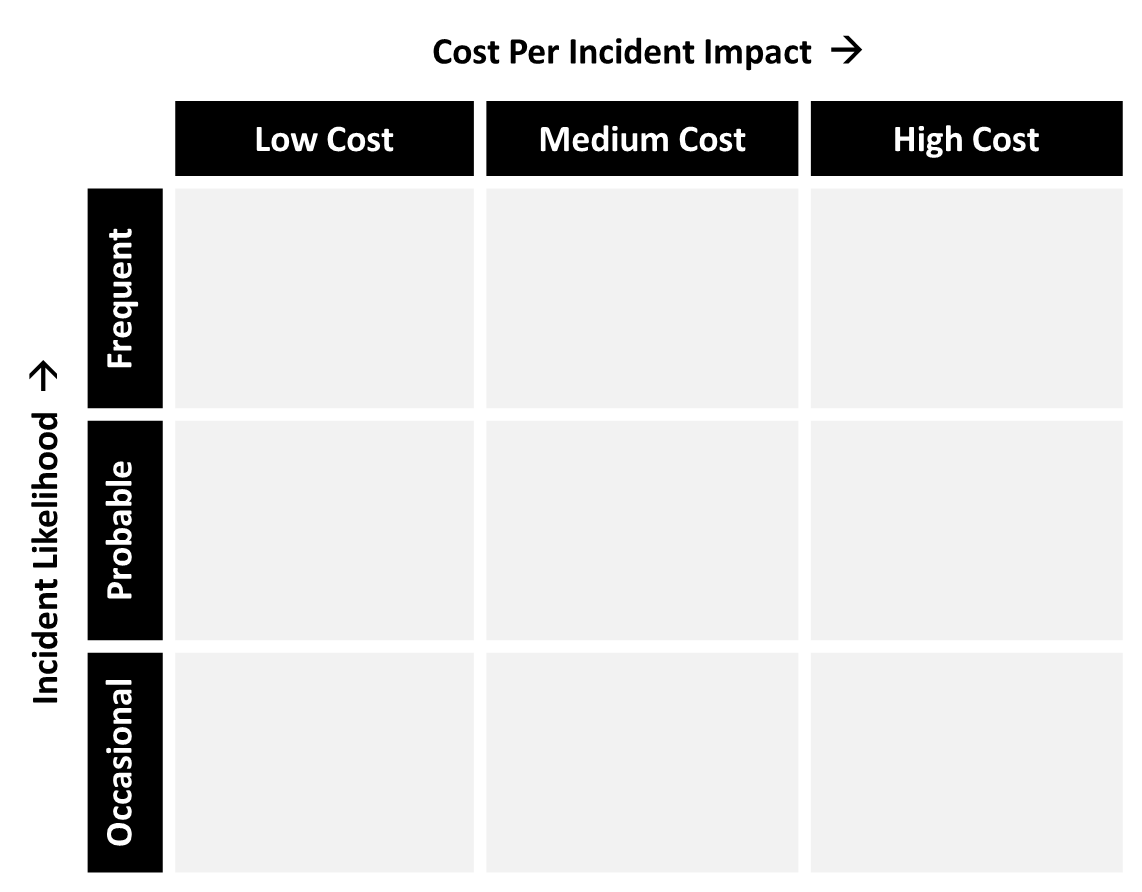 Cost Per Incident Impact →
Low Cost
Medium Cost
High Cost
Incident Likelihood →
Frequent
Probable
Occasional